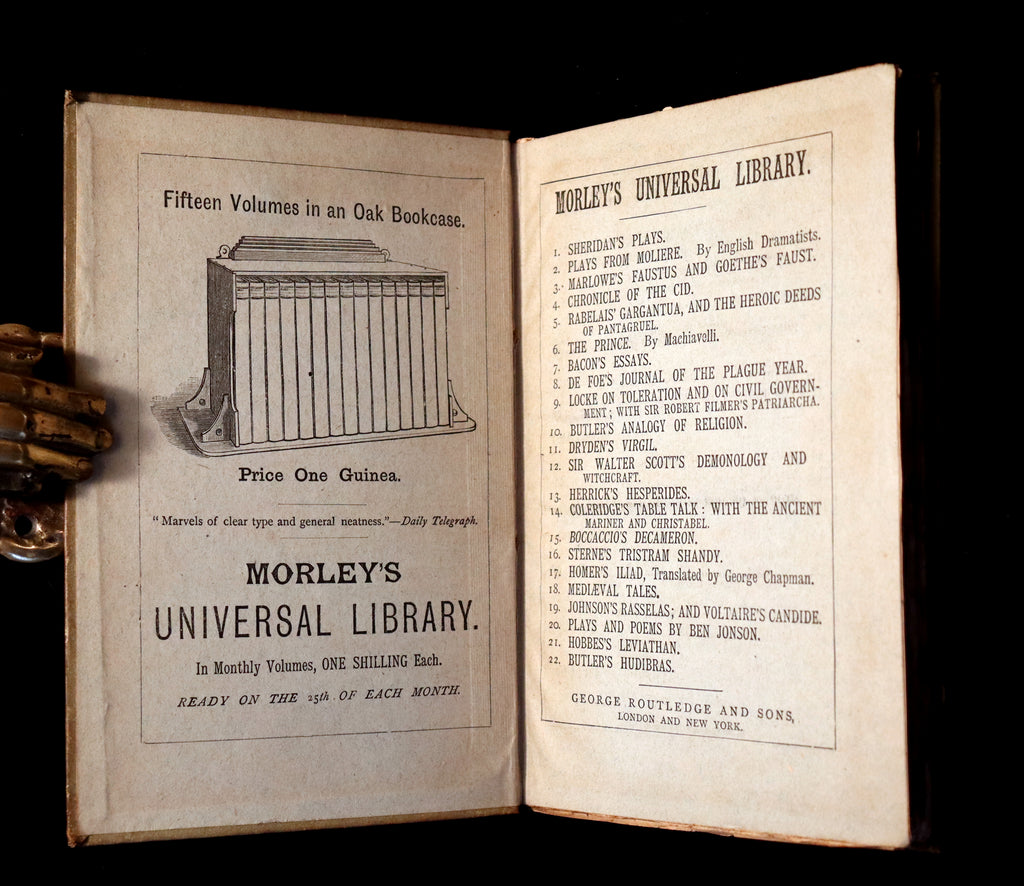 Fifteen Volumes in an Oak Bookcase.
Price One Guinea.
"Marvels of clear type and general neatness."—Daily Telegraph.
MORLEY'S
UNIVERSAL LIBRARY.
In Monthly Volumes, ONE SHILLING Each.
READY ON THE 25th OF EACH MONTH.
MORLEY'S UNIVERSAL LIBRARY.
1. SHERIDAN'S PLAYS.
2. PLAYS FROM MOLIERE. By English Dramatists.
3. MARLOWE'S FAUSTUS AND GOETHE'S FAUST.
4. CHRONICLE OF THE CID.
5. RABELAIS' GARGANTUA, AND THE HEROIC DEEDS
OF PANTAGRUEL.
6. THE PRINCE. By Machiavelli.
7. BACON'S ESSAYS.
8. DE FOE'S JOURNAL OF THE PLAGUE YEAR.
9. LOCKE ON TOLERATION AND ON CIVIL GOVERN-
MENT; WITH SIR ROBERT FILMER'S PATRIARCHA.
10. BUTLER'S ANALOGY OF RELIGION.
11. DRYDEN'S VIRGIL.
12. SIR WALTER SCOTT'S DEMONOLOGY AND
WITCHCRAFT.
13. HERRICK'S HESPERIDES.
14. COLERIDGE'S TABLE TALK: WITH THE ANCIENT
MARINER AND CHRISTABEL.
15. BOCCACCIO'S DECAMERON.
16. STERNE'S TRISTRAM SHANDY.
17. HOMER'S ILIAD, Translated by George Chapman.
18. MEDIÆVAL TALES.
19. JOHNSON'S RASSELAS; AND VOLTAIRE'S CANDIDE.
20. PLAYS AND POEMS BY BEN JONSON.
21. HOBBES'S LEVIATHAN.
22. BUTLER'S HUDIBRAS.
GEORGE ROUTLEDGE AND SONS,
LONDON AND NEW YORK.